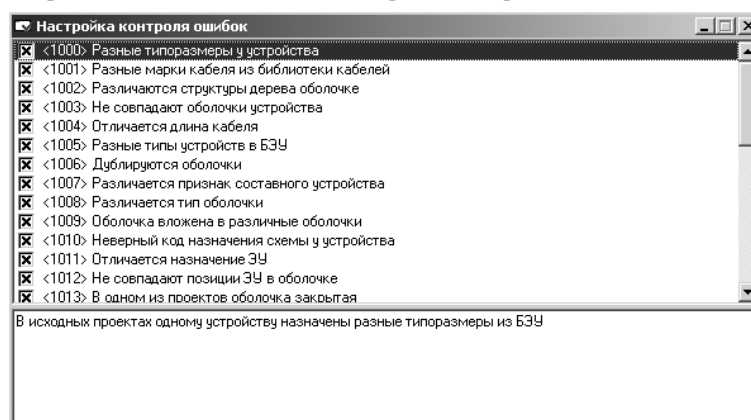 Настройка контроля ошибок
<1000> Разные типоразмеры у устройства
<1001> Разные марки кабеля из библиотеки кабелей
<1002> Различаются структуры дерева оболочке
<1003> Не совпадают оболочки устройства
<1004> Отличается длина кабеля
<1005> Разные типы устройств в БЭУ
<1006> Дублируются оболочки
<1007> Различается признак составного устройства
<1008> Различается тип оболочки
<1009> Оболочка вложена в различные оболочки
<1010> Неверный код назначения схемы у устройства
<1011> Отличается назначение ЭУ
<1012> Не совпадают позиции ЭУ в оболочке
<1013> В одном из проектов оболочка закрытая
В исходных проектах одному устройству назначены разные типоразмеры из БЭУ